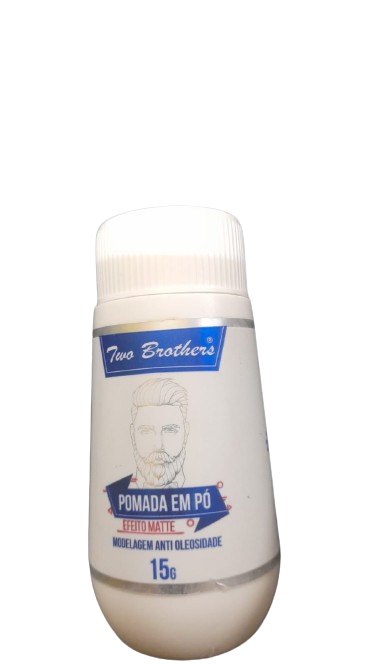 Two Brothers®
POMADA EM PÓ
EFEITO MATTE
MODELAGEM ANTI OLEOSIDADE
15G